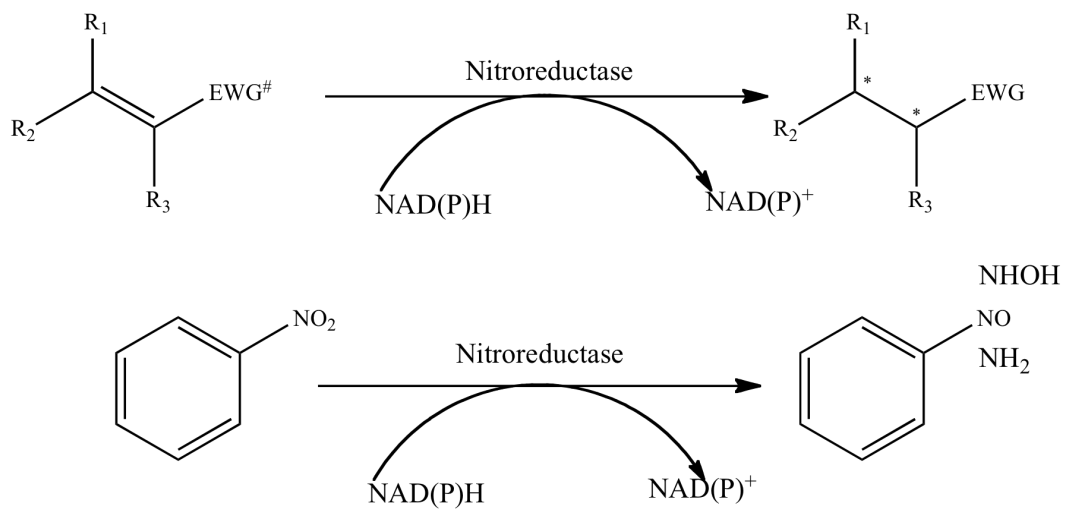 R₁
EWG#
R₂
R₃
Nitroreductase
NAD(P)H
NAD(P)⁺
R₁
*
*
EWG
R₂
R₃
NO₂
Nitroreductase
NAD(P)H
NAD(P)⁺
NHOH
NO
NH₂